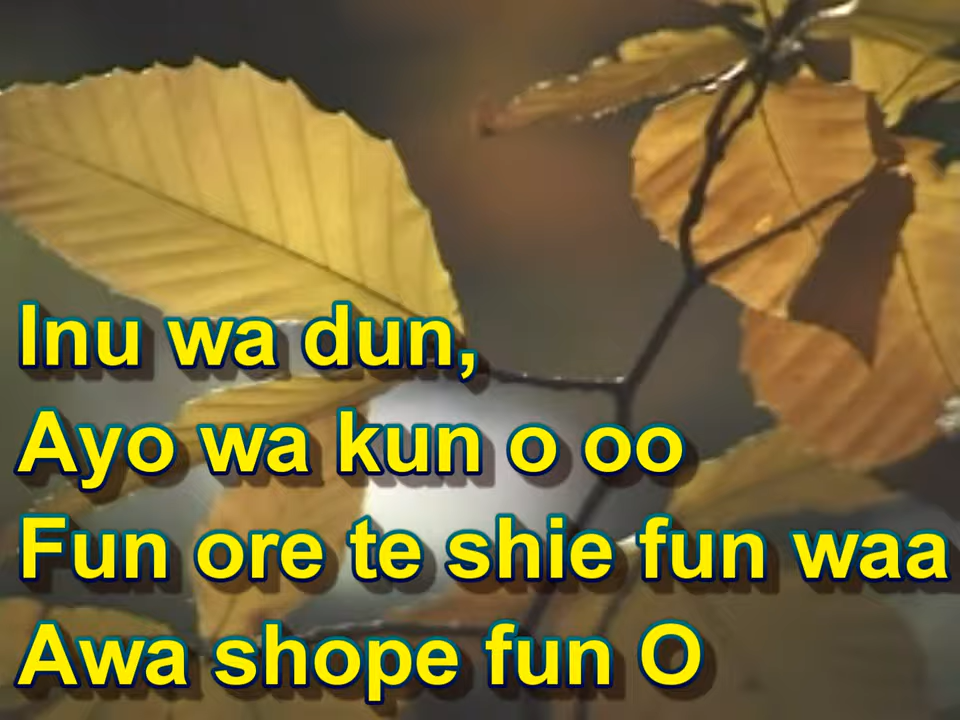 Inu wa dun,
Ayo wa kun o oo
Fun ore te shie fun waa
Awa shope fun O